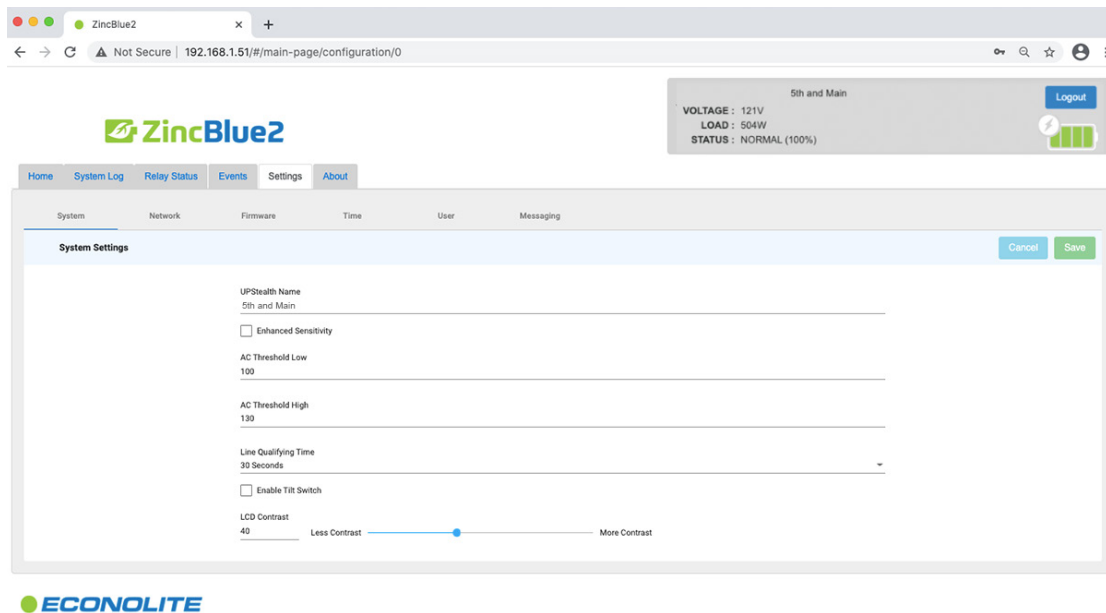 ZincBlue2
Not Secure | 192.168.1.51/#/main-page/configuration/0
5th and Main
Logout
VOLTAGE : 121V
LOAD : 504W
STATUS : NORMAL (100%)
ZincBlue2
Home System Log Relay Status Events Settings About
System Network Firmware Time User Messaging
System Settings Cancel Save
UPStealth Name
5th and Main
Enhanced Sensitivity
AC Threshold Low
100
AC Threshold High
130
Line Qualifying Time
30 Seconds
Enable Tilt Switch
LCD Contrast
40 Less Contrast More Contrast
ECONOLITE